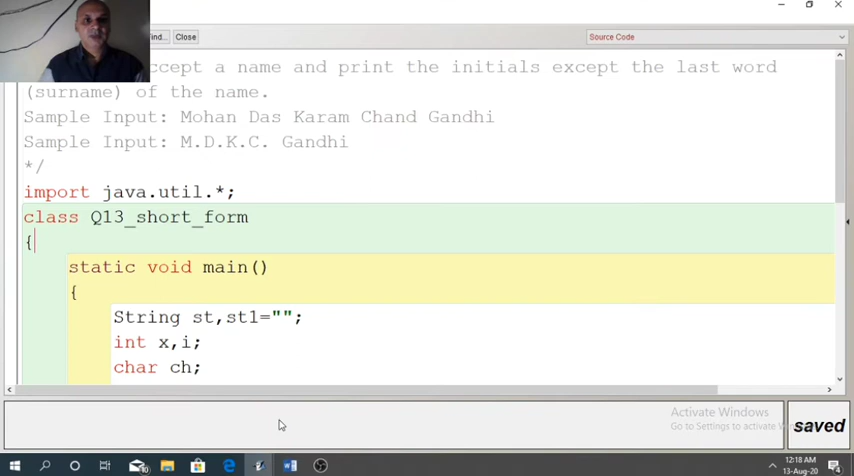 ind... Close
Source Code
ccept a name and print the initials except the last word
(surname) of the name.
Sample Input: Mohan Das Karam Chand Gandhi
Sample Input: M.D.K.C. Gandhi
*/
import java.util.*;
class Q13_short_form
{
static void main()
{
String st,st1="";
int x,i;
char ch;
Activate Windows
Go to Settings to activate
saved
12:18 AM
13-Aug-20